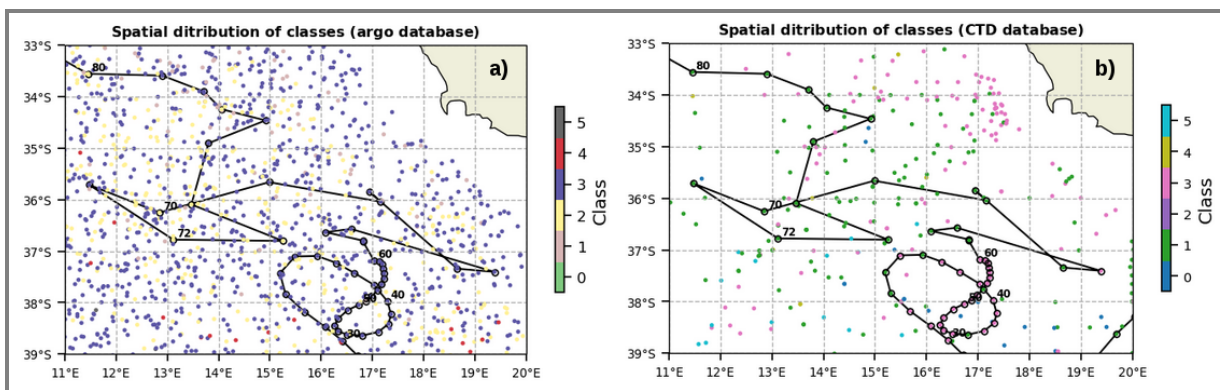 Spatial ditribution of classes (argo database)
a)
33°S
34°S
35°S
36°S
37°S
38°S
39°S
11°E 12°E 13°E 14°E 15°E 16°E 17°E 18°E 19°E 20°E
80
70
72
60
50
40
30
5
4
3
2
1
0
Class
Spatial ditribution of classes (CTD database)
b)
33°S
34°S
35°S
36°S
37°S
38°S
39°S
11°E 12°E 13°E 14°E 15°E 16°E 17°E 18°E 19°E 20°E
80
70
72
60
50
40
30
5
4
3
2
1
0
Class